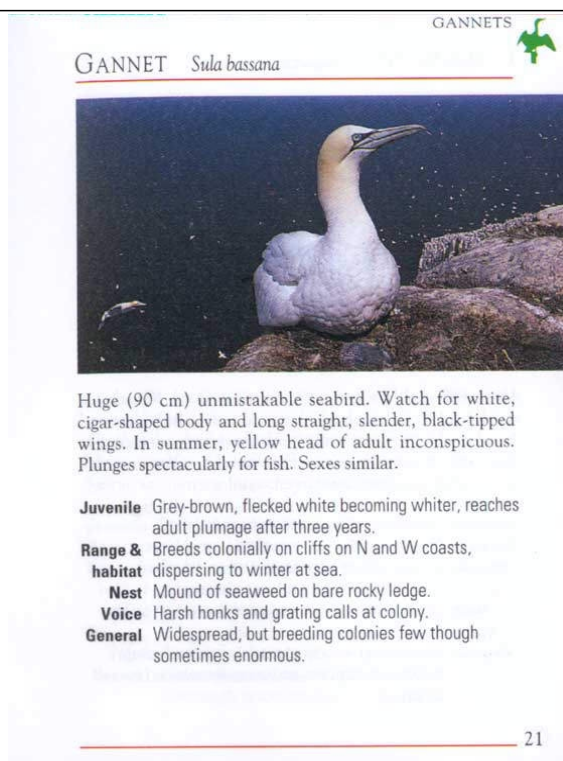 GANNETS
GANNET Sula bassana
Huge (90 cm) unmistakable seabird. Watch for white,
cigar-shaped body and long straight, slender, black-tipped
wings. In summer, yellow head of adult inconspicuous.
Plunges spectacularly for fish. Sexes similar.
Juvenile Grey-brown, flecked white becoming whiter, reaches
adult plumage after three years.
Range & Breeds colonially on cliffs on N and W coasts,
habitat dispersing to winter at sea.
Nest Mound of seaweed on bare rocky ledge.
Voice Harsh honks and grating calls at colony.
General Widespread, but breeding colonies few though
sometimes enormous.
21